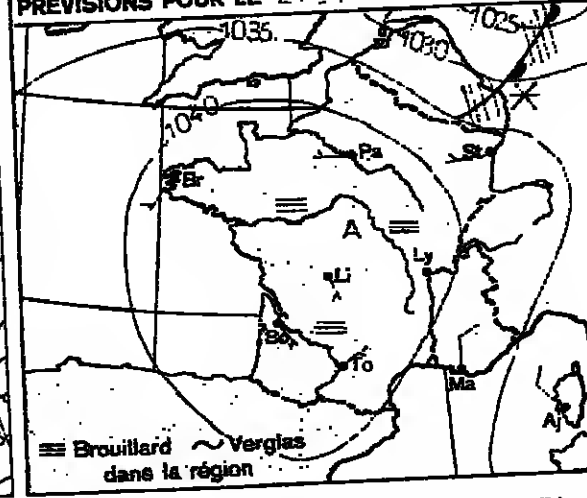 PRÉVISIONS POUR LE
1025
1035
1030
1040
Pa
St
Br
A
Ly
Li
Bo
To
Ma
Aj
Brouillard Verglas
dans la région